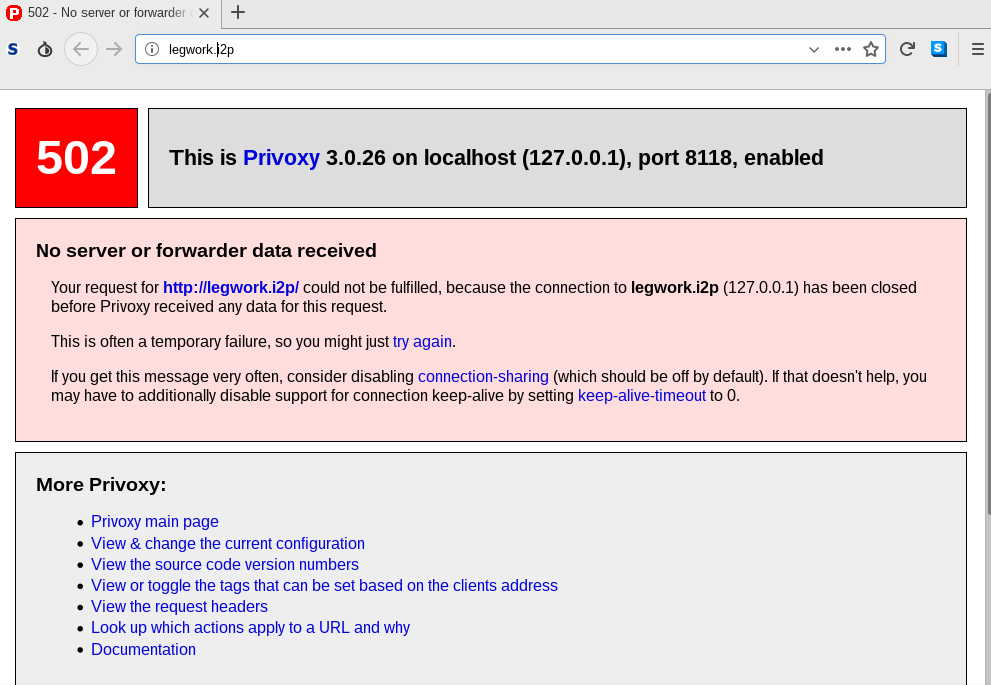 502 - No server or forwarder
legwork.i2p
502
This is Privoxy 3.0.26 on localhost (127.0.0.1), port 8118, enabled
No server or forwarder data received
Your request for http://legwork.i2p/ could not be fulfilled, because the connection to legwork.i2p (127.0.0.1) has been closed
before Privoxy received any data for this request.
This is often a temporary failure, so you might just try again.
If you get this message very often, consider disabling connection-sharing (which should be off by default). If that doesn't help, you
may have to additionally disable support for connection keep-alive by setting keep-alive-timeout to 0.
More Privoxy:
• Privoxy main page
• View & change the current configuration
• View the source code version numbers
• View or toggle the tags that can be set based on the clients address
• View the request headers
• Look up which actions apply to a URL and why
• Documentation